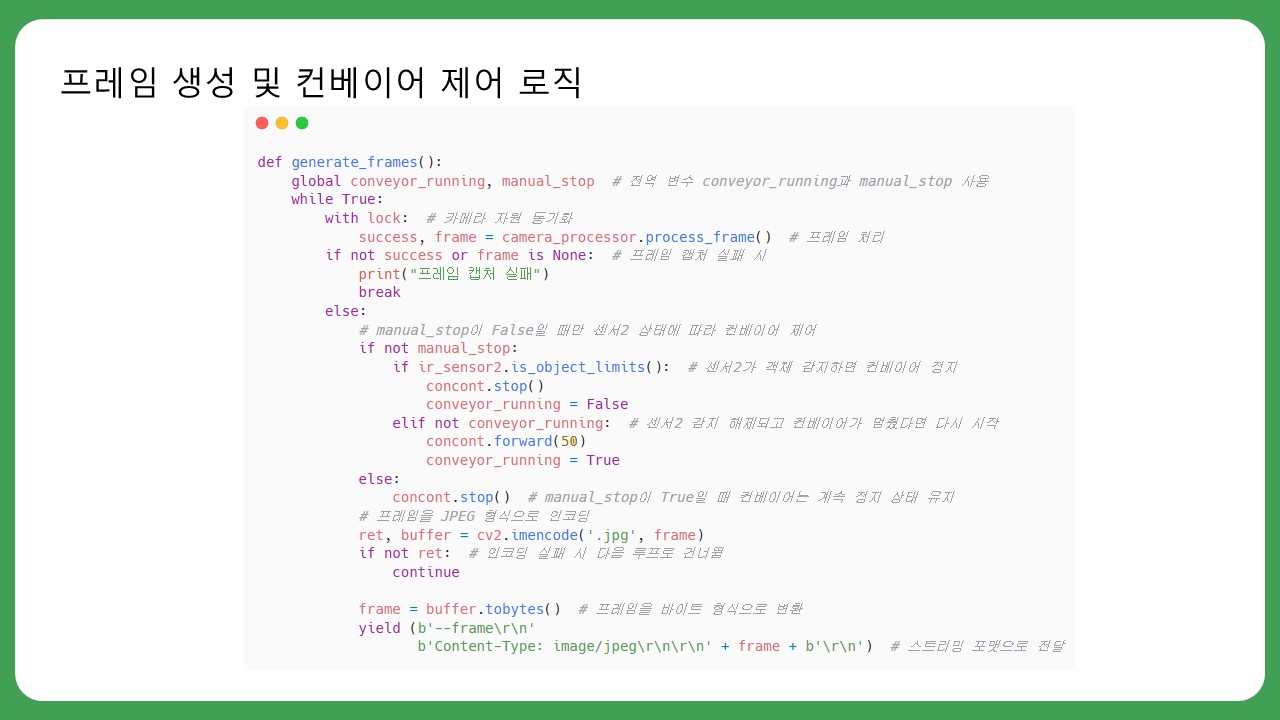 프레임 생성 및 컨베이어 제어 로직
def generate_frames():
    global conveyor_running, manual_stop  # 전역 변수 conveyor_running과 manual_stop 사용
    while True:
        with lock:  # 카메라 자원 동기화
            success, frame = camera_processor.process_frame()  # 프레임 처리
        if not success or frame is None:  # 프레임 캡처 실패 시
            print("프레임 캡처 실패")
            break
        else:
            # manual_stop이 False일 때만 센서2 상태에 따라 컨베이어 제어
            if not manual_stop:
                if ir_sensor2.is_object_limits():  # 센서2가 객체 감지하면 컨베이어 정지
                    concont.stop()
                    conveyor_running = False
                elif not conveyor_running:  # 센서2 감지 해제되고 컨베이어가 멈췄다면 다시 시작
                    concont.forward(50)
                    conveyor_running = True
            else:
                concont.stop()  # manual_stop이 True일 때 컨베이어는 계속 정지 상태 유지
            # 프레임을 JPEG 형식으로 인코딩
            ret, buffer = cv2.imencode('.jpg', frame)
            if not ret:  # 인코딩 실패 시 다음 루프로 건너뜀
                continue
            frame = buffer.tobytes()  # 프레임을 바이트 형식으로 변환
            yield (b'--frame\r\n'
                   b'Content-Type: image/jpeg\r\n\r\n' + frame + b'\r\n')  # 스트리밍 포맷으로 전달